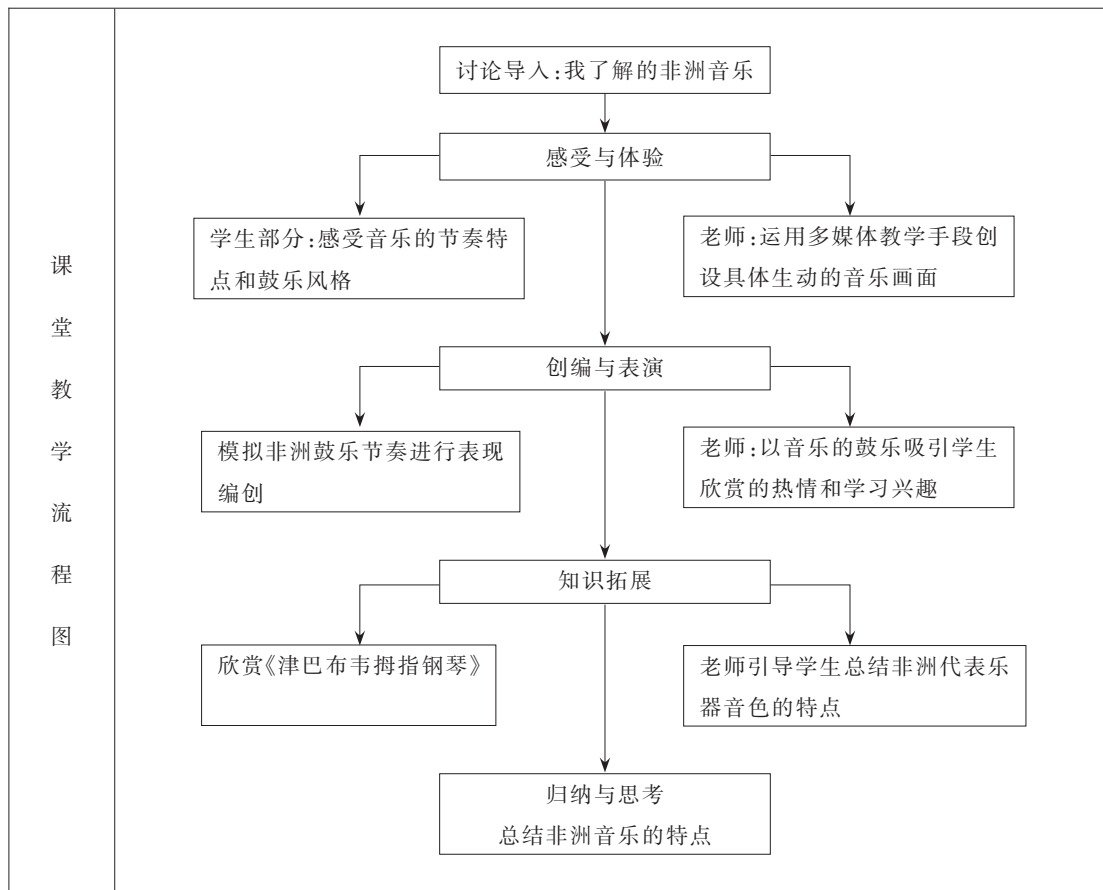 课
堂
教
学
流
程
图
讨论导入:我了解的非洲音乐
感受与体验
学生部分:感受音乐的节奏特
点和鼓乐风格
老师:运用多媒体教学手段创
设具体生动的音乐画面
创编与表演
模拟非洲鼓乐节奏进行表现
编创
老师:以音乐的鼓乐吸引学生
欣赏的热情和学习兴趣
知识拓展
欣赏《津巴布韦拇指钢琴》
老师引导学生总结非洲代表乐
器音色的特点
归纳与思考
总结非洲音乐的特点